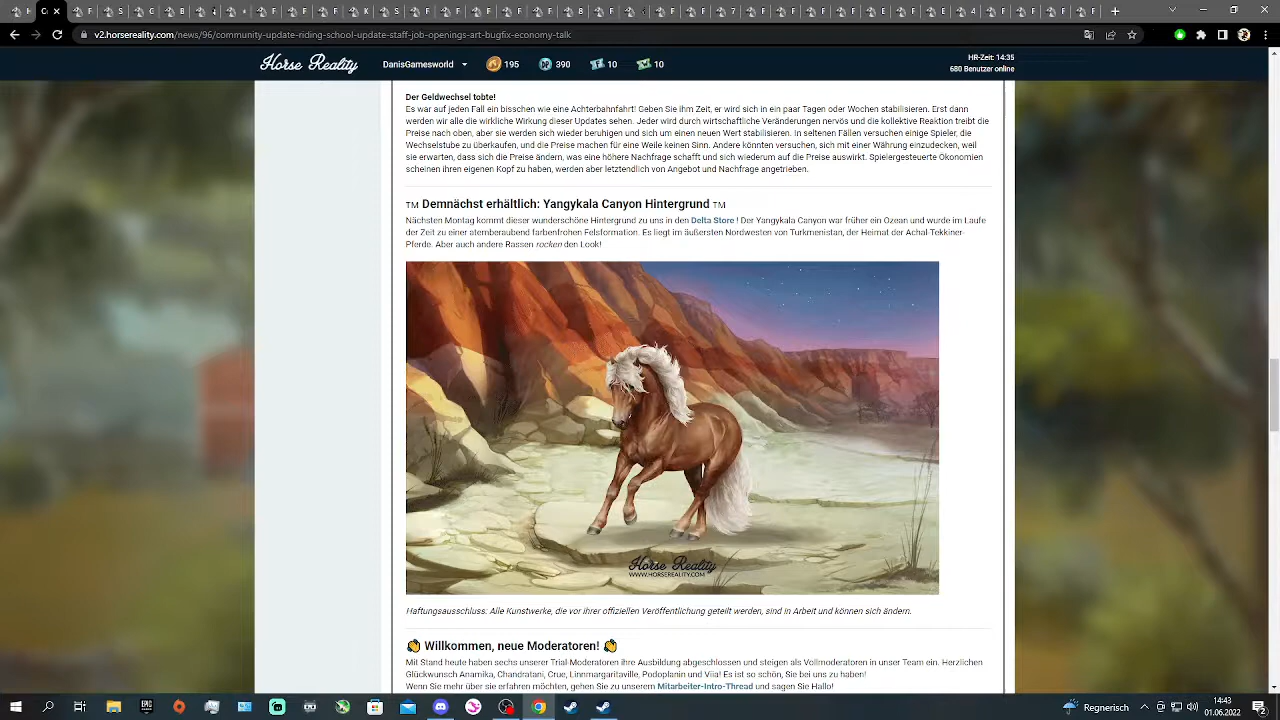 v2.horsereality.com/news/96/community-update-riding-school-update-staff-job-openings-art-bugfix-economy-talk
Horse Reality
DanisGamesworld
195
390
10
10
HR-Zeit: 14:35
680 Benutzer online
Der Geldwechsel tobte!
Es war auf jeden Fall ein bisschen wie eine Achterbahnfahrt! Geben Sie ihm Zeit, er wird sich in ein paar Tagen oder Wochen stabilisieren. Erst dann
werden wir alle die wirkliche Wirkung dieser Updates sehen. Jeder wird durch wirtschaftliche Veränderungen nervös und die kollektive Reaktion treibt die
Preise nach oben, aber sie werden sich wieder beruhigen und sich um einen neuen Wert stabilisieren. In seltenen Fällen versuchen einige Spieler, die
Wechselstube zu überkaufen, und die Preise machen für eine Weile keinen Sinn. Andere könnten versuchen, sich mit einer Währung einzudecken, weil
sie erwarten, dass sich die Preise ändern, was eine höhere Nachfrage schafft und sich wiederum auf die Preise auswirkt. Spielergesteuerte Ökonomien
scheinen ihren eigenen Kopf zu haben, werden aber letztendlich von Angebot und Nachfrage angetrieben.
TM Demnächst erhältlich: Yangykala Canyon Hintergrund TM
Nächsten Montag kommt dieser wunderschöne Hintergrund zu uns in den Delta Store ! Der Yangykala Canyon war früher ein Ozean und wurde im Laufe
der Zeit zu einer atemberaubend farbenfrohen Felsformation. Es liegt im äußersten Nordwesten von Turkmenistan, der Heimat der Achal-Tekkiner-
Pferde. Aber auch andere Rassen rocken den Look!
Horse Reality
WWW.HORSEREALITY.COM
Haftungsausschluss: Alle Kunstwerke, die vor ihrer offiziellen Veröffentlichung geteilt werden, sind in Arbeit und können sich ändern.
👋 Willkommen, neue Moderatoren! 👋
Mit Stand heute haben sechs unserer Trial-Moderatoren ihre Ausbildung abgeschlossen und steigen als Vollmoderatoren in unser Team ein. Herzlichen
Glückwunsch Anamika, Chandratani, Crue, Linnmargaritaville, Podoplanin und Viia! Es ist so schön, Sie bei uns zu haben!
Wenn Sie mehr über sie erfahren möchten, gehen Sie zu unserem Mitarbeiter-Intro-Thread und sagen Sie Hallo!
Regnerisch
14:43
01.06.2022